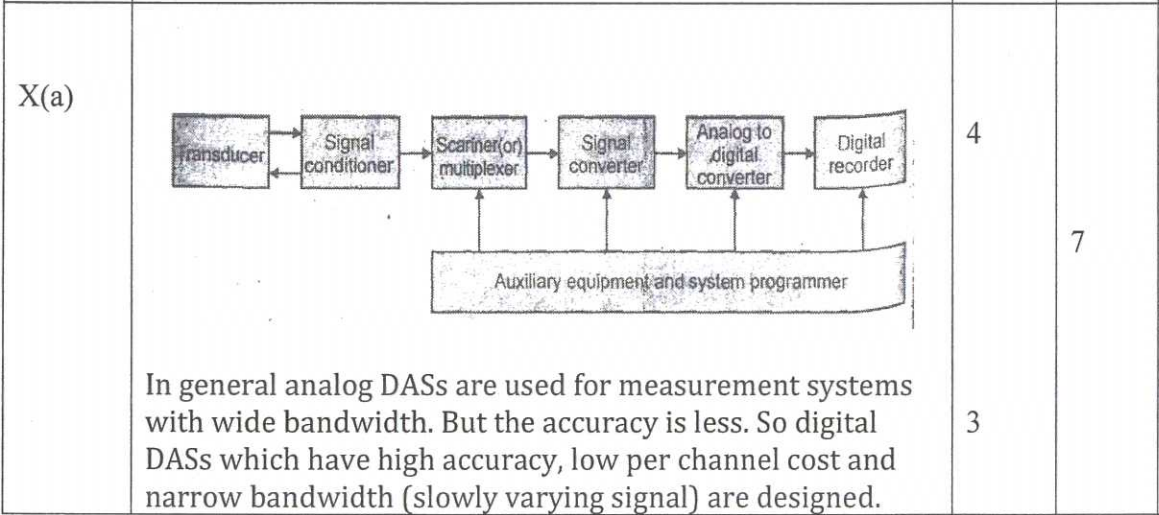 X(a)
Transducer
Signal
conditioner
Scanner(or)
multiplexer
Signal
converter
Analog to
digital
converter
Digital
recorder
4
7
Auxiliary equipment and system programmer
In general analog DASs are used for measurement systems
with wide bandwidth. But the accuracy is less. So digital
3
DASs which have high accuracy, low per channel cost and
narrow bandwidth (slowly varying signal) are designed.